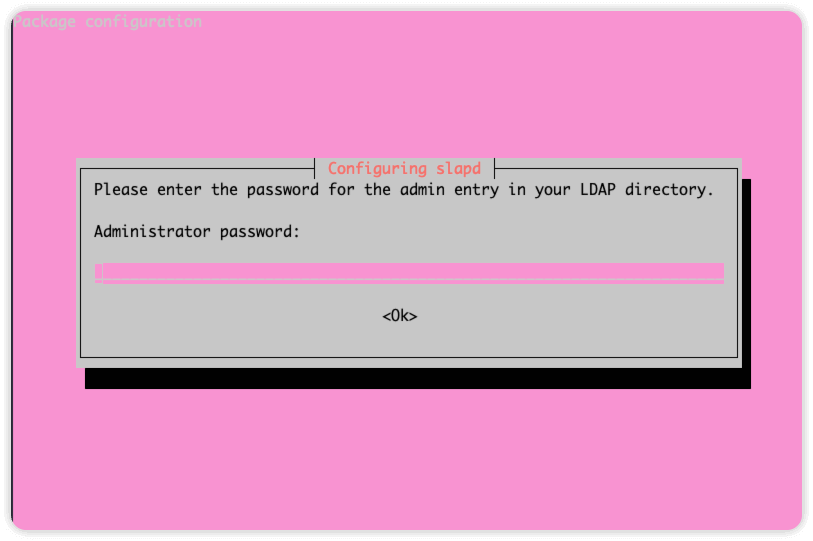 Package configuration
Configuring slapd
Please enter the password for the admin entry in your LDAP directory.
Administrator password:
<Ok>